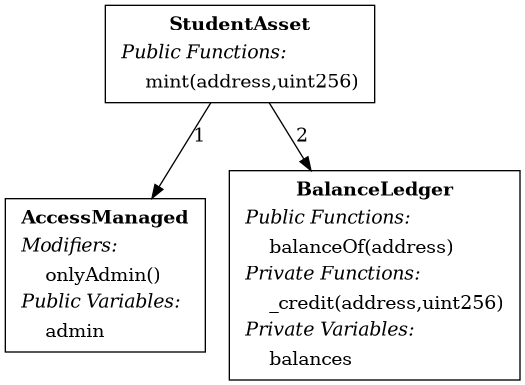 StudentAsset
Public Functions:
mint(address,uint256)
1
2
AccessManaged
Modifiers:
onlyAdmin()
Public Variables:
admin
BalanceLedger
Public Functions:
balanceOf(address)
Private Functions:
_credit(address,uint256)
Private Variables:
balances